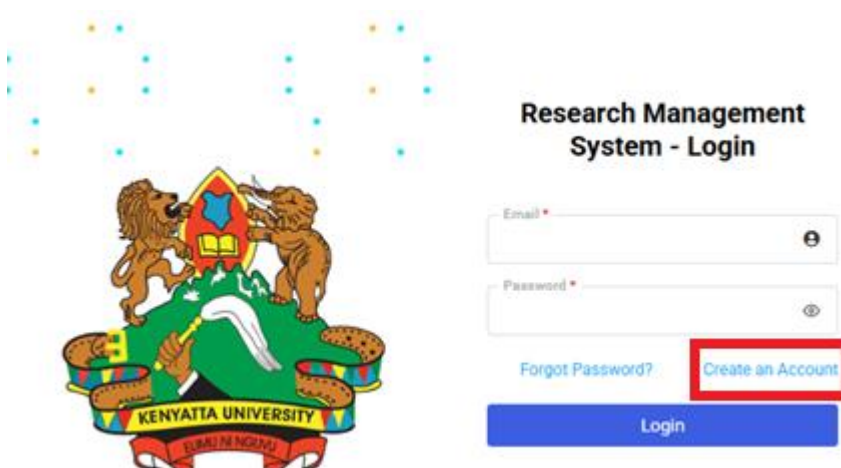 Research Management
System - Login
Email *
Password *
Forgot Password?
Create an Account
Login
KENYATTA UNIVERSITY
ELIMU NI NGUVU